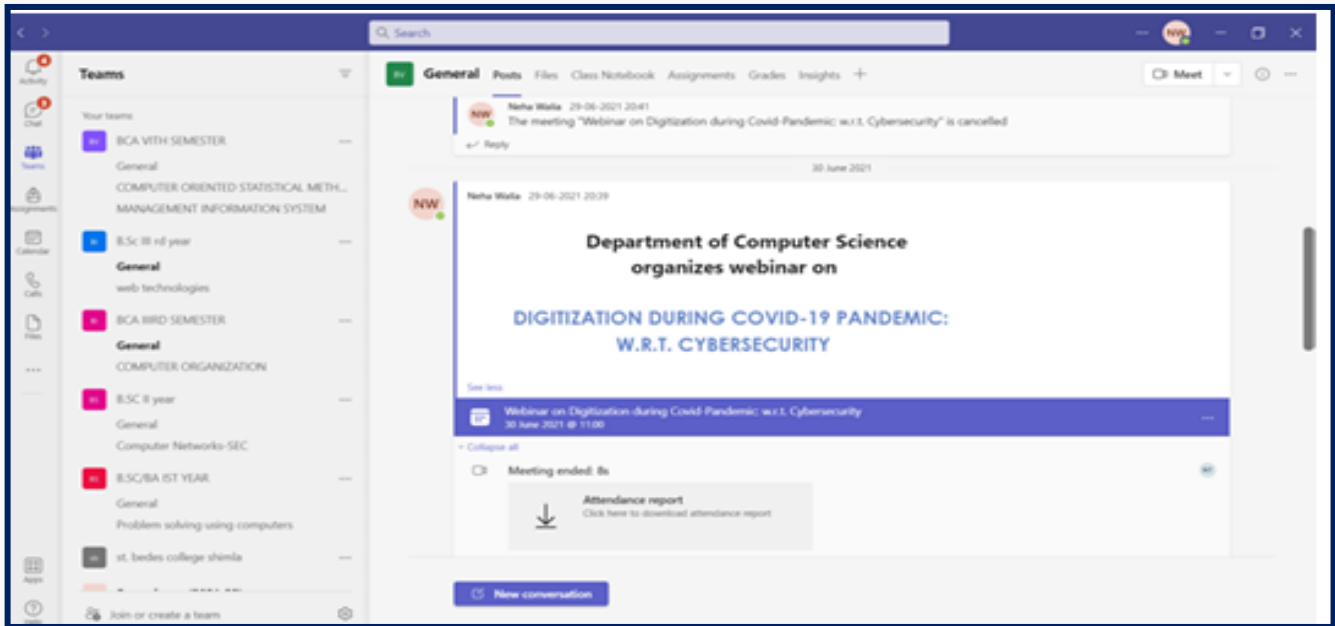 Search
NW
Activity
Chat
Teams
Assignments
Calendar
Calls
Files
Apps
Teams
Your teams
BCA VITH SEMESTER
General
COMPUTER ORIENTED STATISTICAL METH...
MANAGEMENT INFORMATION SYSTEM
B.Sc III rd year
General
web technologies
BCA IIIRD SEMESTER
General
COMPUTER ORGANIZATION
B.SC II year
General
Computer Networks-SEC
B.SC/BA IST YEAR
General
Problem solving using computers
st. bedes college shimla
Join or create a team
General Posts Files Class Notebook Assignments Grades Insights +
Meet
NW
Neha Walia 29-06-2021 20:41
The meeting "Webinar on Digitization during Covid-Pandemic: w.r.t. Cybersecurity" is cancelled
Reply
30 June 2021
NW
Neha Walia 29-06-2021 20:39
Department of Computer Science
organizes webinar on
DIGITIZATION DURING COVID-19 PANDEMIC:
W.R.T. CYBERSECURITY
See less
Webinar on Digitization during Covid-Pandemic: w.r.t. Cybersecurity
30 June 2021 @ 11:00
Collapse all
Meeting ended: 8s
Attendance report
Click here to download attendance report
New conversation